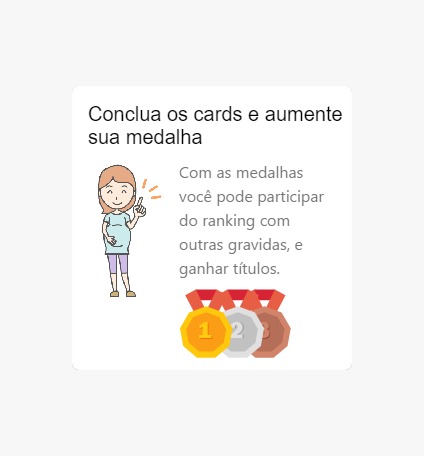 Conclua os cards e aumente
sua medalha
Com as medalhas
você pode participar
do ranking com
outras gravidas, e
ganhar títulos.
1 2 3